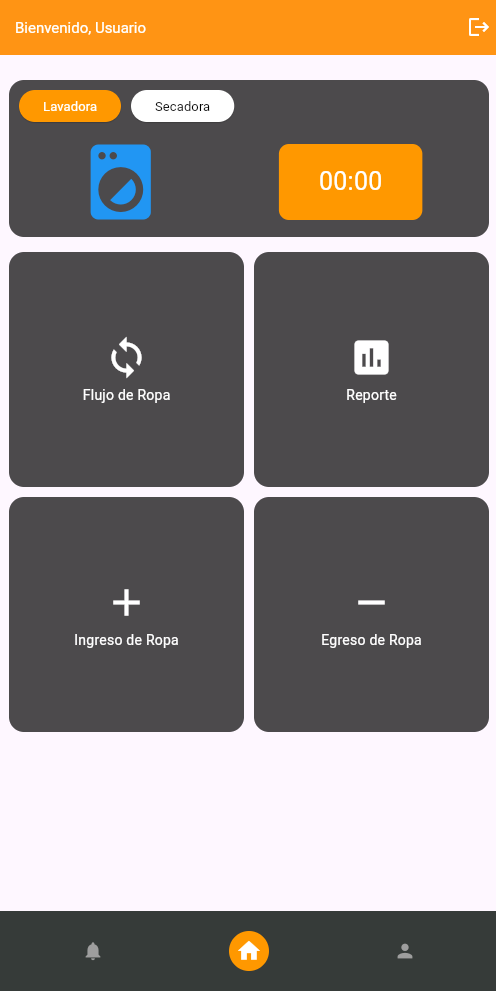 Bienvenido, Usuario
Lavadora
Secadora
00:00
Flujo de Ropa
Reporte
Ingreso de Ropa
Egreso de Ropa